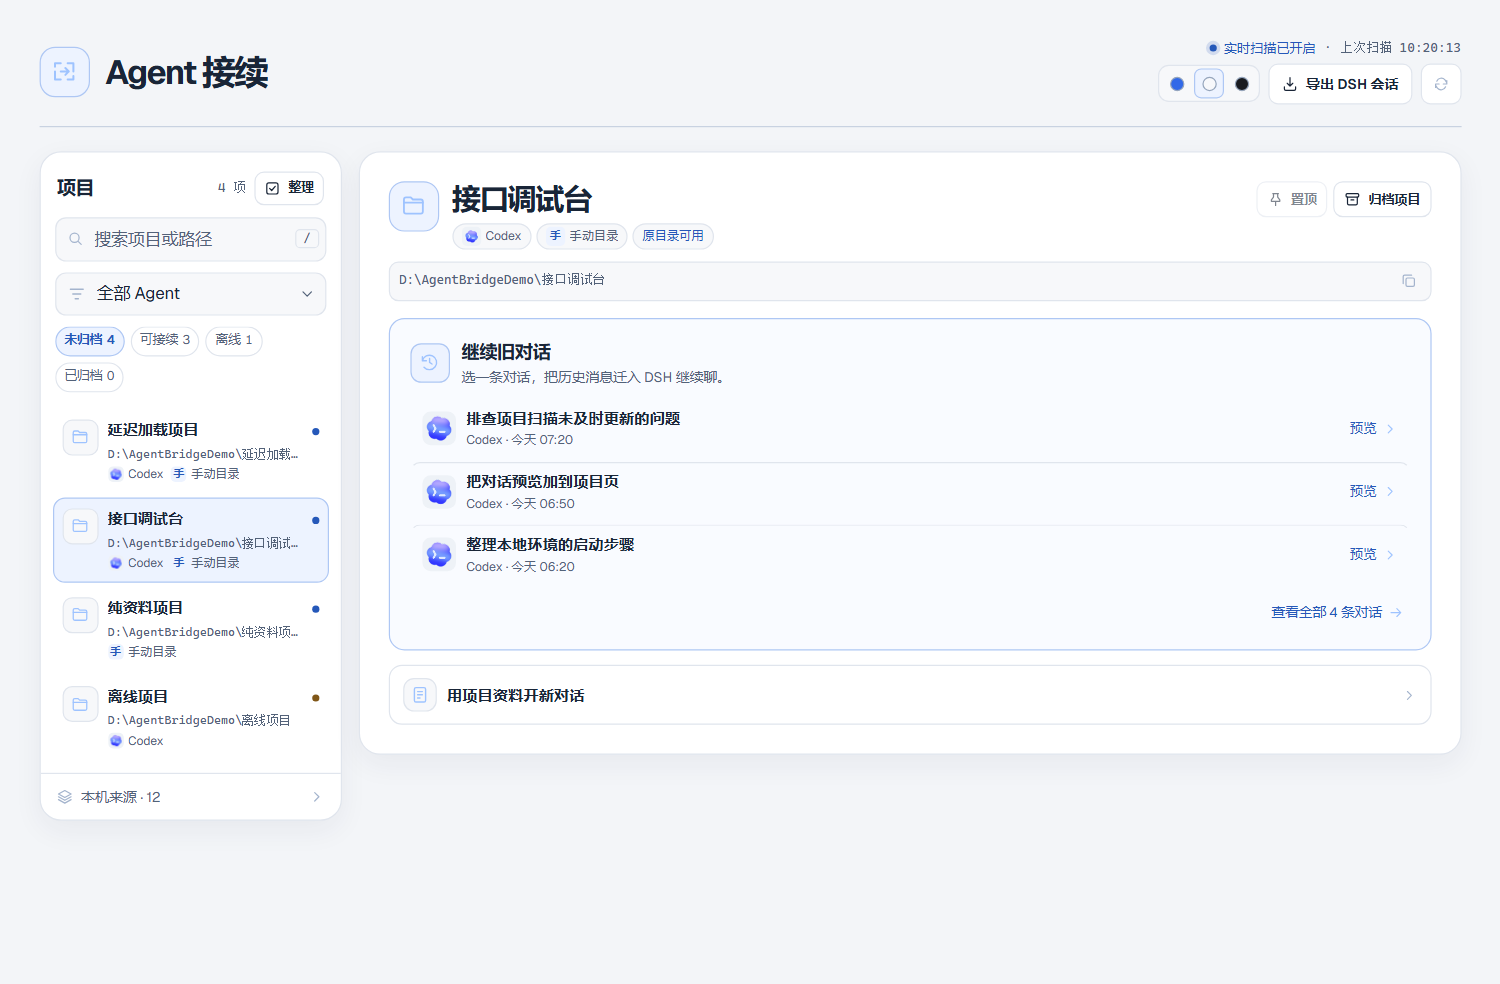 Agent 接续
实时扫描已开启 · 上次扫描 10:20:13
导出 DSH 会话
项目
4 项
整理
搜索项目或路径
/
全部 Agent
未归档 4
可接续 3
离线 1
已归档 0
延迟加载项目
D:\AgentBridgeDemo\延迟加载…
Codex 手 手动目录
接口调试台
D:\AgentBridgeDemo\接口调试…
Codex 手 手动目录
纯资料项目
D:\AgentBridgeDemo\纯资料项…
手 手动目录
离线项目
D:\AgentBridgeDemo\离线项目
Codex
本机来源 · 12
接口调试台
Codex
手 手动目录
原目录可用
置顶
归档项目
D:\AgentBridgeDemo\接口调试台
继续旧对话
选一条对话，把历史消息迁入 DSH 继续聊。
排查项目扫描未及时更新的问题
Codex · 今天 07:20
预览
把对话预览加到项目页
Codex · 今天 06:50
预览
整理本地环境的启动步骤
Codex · 今天 06:20
预览
查看全部 4 条对话
用项目资料开新对话